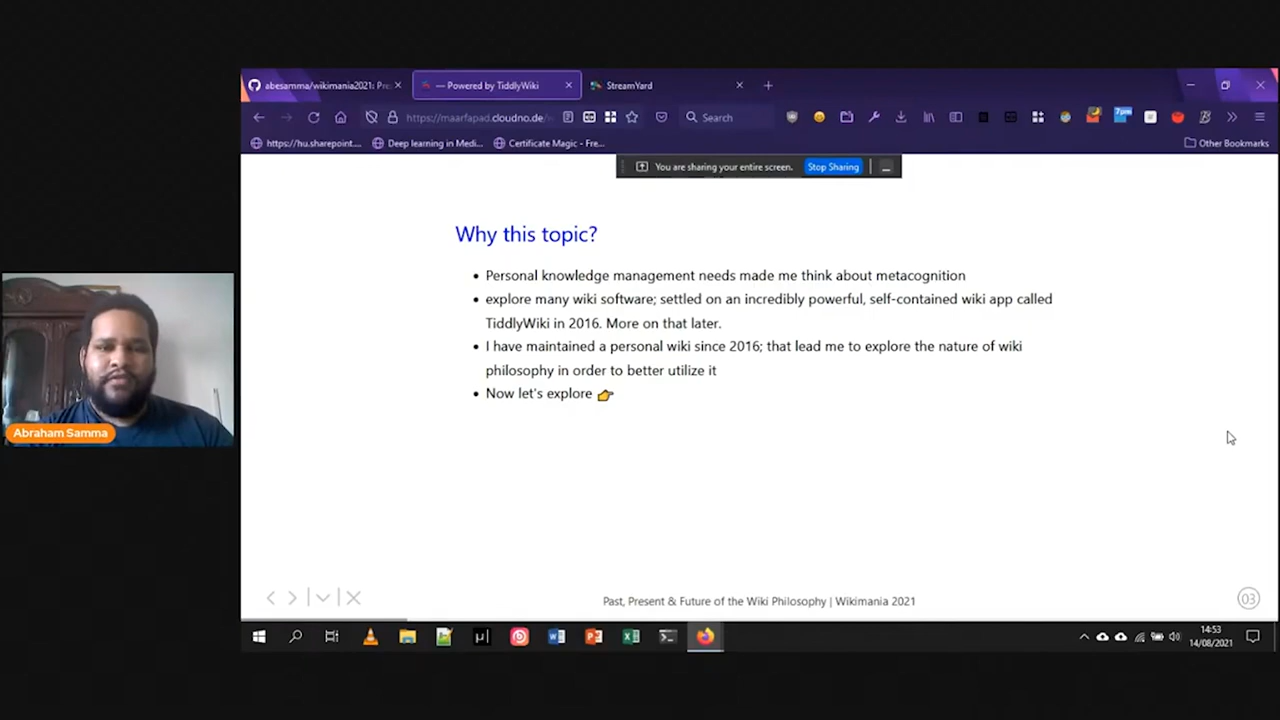 abesamma/wikimania2021: Pr
— Powered by TiddlyWiki
StreamYard
https://maarfapad.cloudno.de/
Search
7pm
https://hu.sharepoint....
Deep learning in Medi...
Certificate Magic - Fre...
Other Bookmarks
You are sharing your entire screen.
Stop Sharing
Why this topic?
• Personal knowledge management needs made me think about metacognition
• explore many wiki software; settled on an incredibly powerful, self-contained wiki app called
TiddlyWiki in 2016. More on that later.
• I have maintained a personal wiki since 2016; that lead me to explore the nature of wiki
philosophy in order to better utilize it
• Now let's explore 👉
Abraham Samma
Past, Present & Future of the Wiki Philosophy | Wikimania 2021
03
14:53
14/08/2021